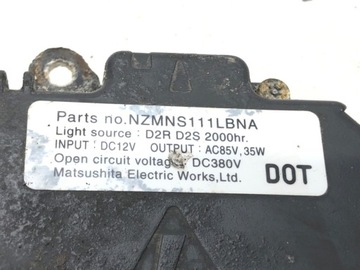 Parts no.NZMNS111LBNA
Light source : D2R D2S 2000hr.
INPUT : DC12V OUTPUT : AC85V, 35W
Open circuit voltage : DC380V
Matsushita Electric Works,Ltd.
DOT